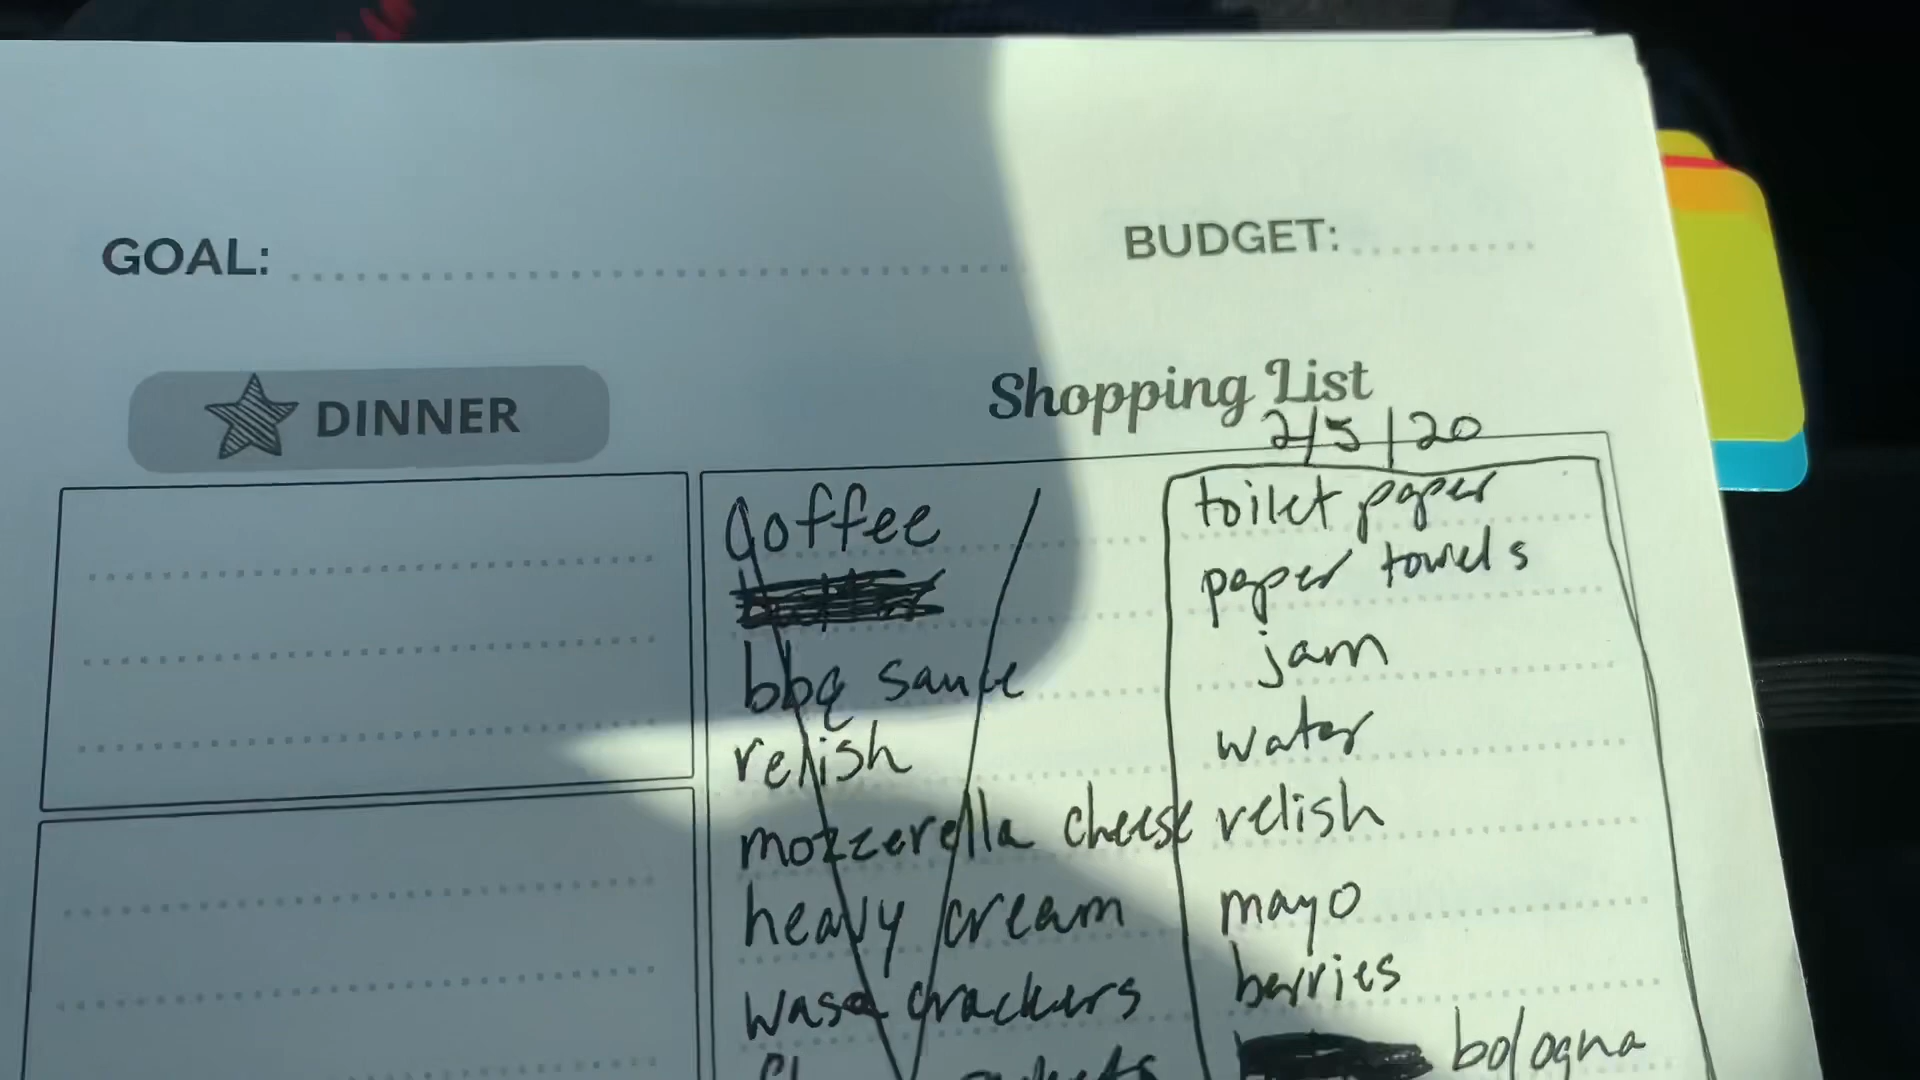 GOAL:
BUDGET:
DINNER
Shopping List
2/5/20
Coffee
bbq sauce
relish
mozzerella cheese
heavy cream
wasa crackers
toilet paper
paper towels
jam
water
relish
mayo
berries
bologna